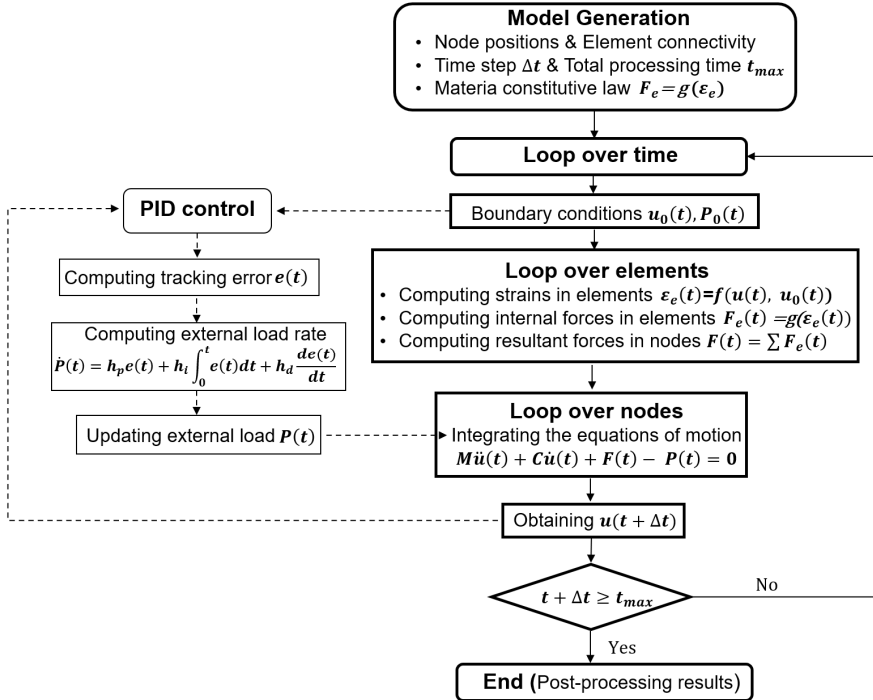 Model Generation
• Node positions & Element connectivity
• Time step Δt & Total processing time t_max
• Materia constitutive law F_e=g(ε_e)
Loop over time
Boundary conditions u_0(t), P_0(t)
PID control
Computing tracking error e(t)
Computing external load rate
Ṗ(t) = h_p e(t) + h_i ∫_0^t e(t)dt + h_d de(t)/dt
Updating external load P(t)
Loop over elements
• Computing strains in elements ε_e(t)=f(u(t), u_0(t))
• Computing internal forces in elements F_e(t) =g(ε_e(t))
• Computing resultant forces in nodes F(t) = ∑ F_e(t)
Loop over nodes
Integrating the equations of motion
Mü(t) + Cu̇(t) + F(t) − P(t) = 0
Obtaining u(t + Δt)
t + Δt ≥ t_max
No
Yes
End (Post-processing results)